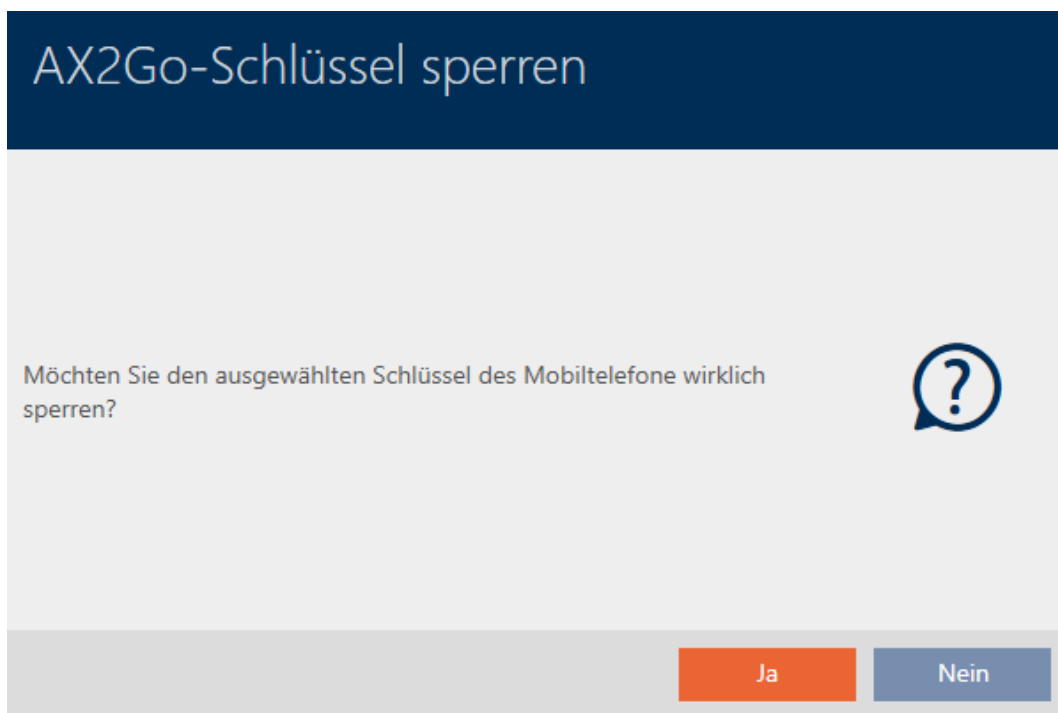 AX2Go-Schlüssel sperren
Möchten Sie den ausgewählten Schlüssel des Mobiltelefone wirklich
sperren?
?
Ja
Nein